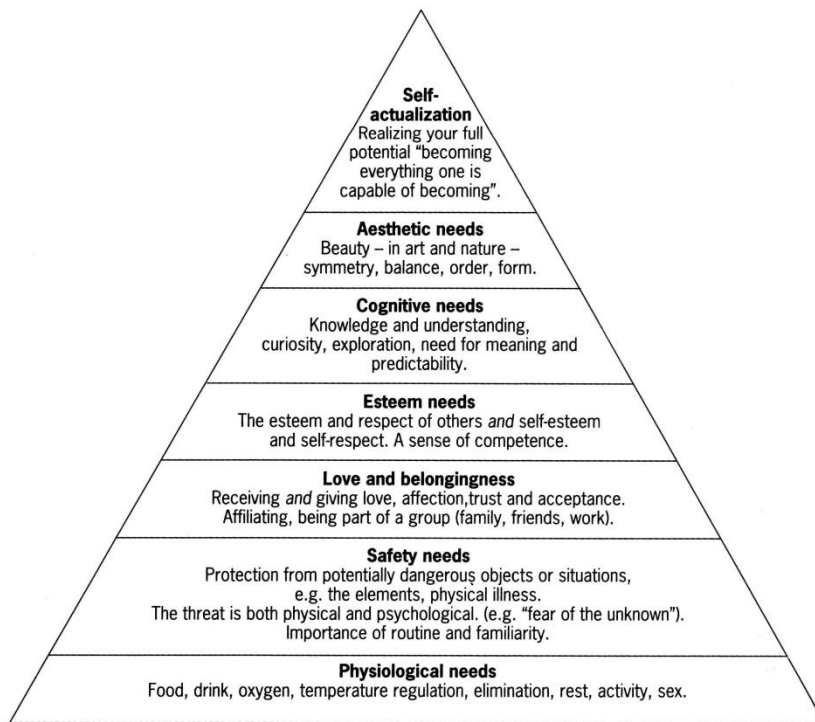 Self-
actualization
Realizing your full
potential “becoming
everything one is
capable of becoming”.
Aesthetic needs
Beauty – in art and nature –
symmetry, balance, order, form.
Cognitive needs
Knowledge and understanding,
curiosity, exploration, need for meaning and
predictability.
Esteem needs
The esteem and respect of others and self-esteem
and self-respect. A sense of competence.
Love and belongingness
Receiving and giving love, affection,trust and acceptance.
Affiliating, being part of a group (family, friends, work).
Safety needs
Protection from potentially dangerous objects or situations,
e.g. the elements, physical illness.
The threat is both physical and psychological. (e.g. “fear of the unknown”).
Importance of routine and familiarity.
Physiological needs
Food, drink, oxygen, temperature regulation, elimination, rest, activity, sex.